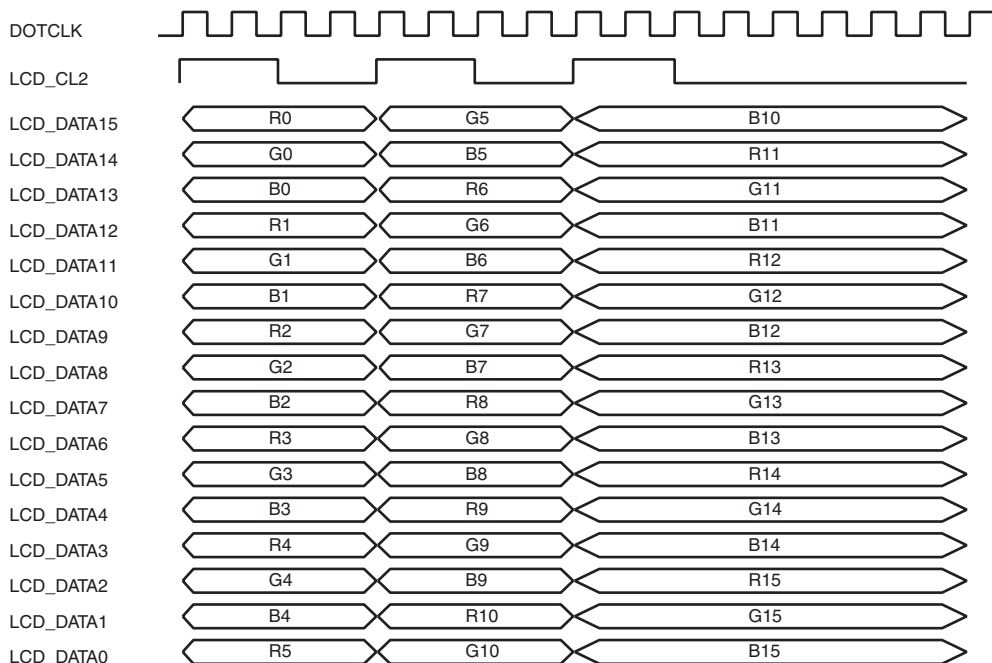 DOTCLK
LCD_CL2
LCD_DATA15 R0 G5 B10
LCD_DATA14 G0 B5 R11
LCD_DATA13 B0 R6 G11
LCD_DATA12 R1 G6 B11
LCD_DATA11 G1 B6 R12
LCD_DATA10 B1 R7 G12
LCD_DATA9 R2 G7 B12
LCD_DATA8 G2 B7 R13
LCD_DATA7 B2 R8 G13
LCD_DATA6 R3 G8 B13
LCD_DATA5 G3 B8 R14
LCD_DATA4 B3 R9 G14
LCD_DATA3 R4 G9 B14
LCD_DATA2 G4 B9 R15
LCD_DATA1 B4 R10 G15
LCD_DATA0 R5 G10 B15